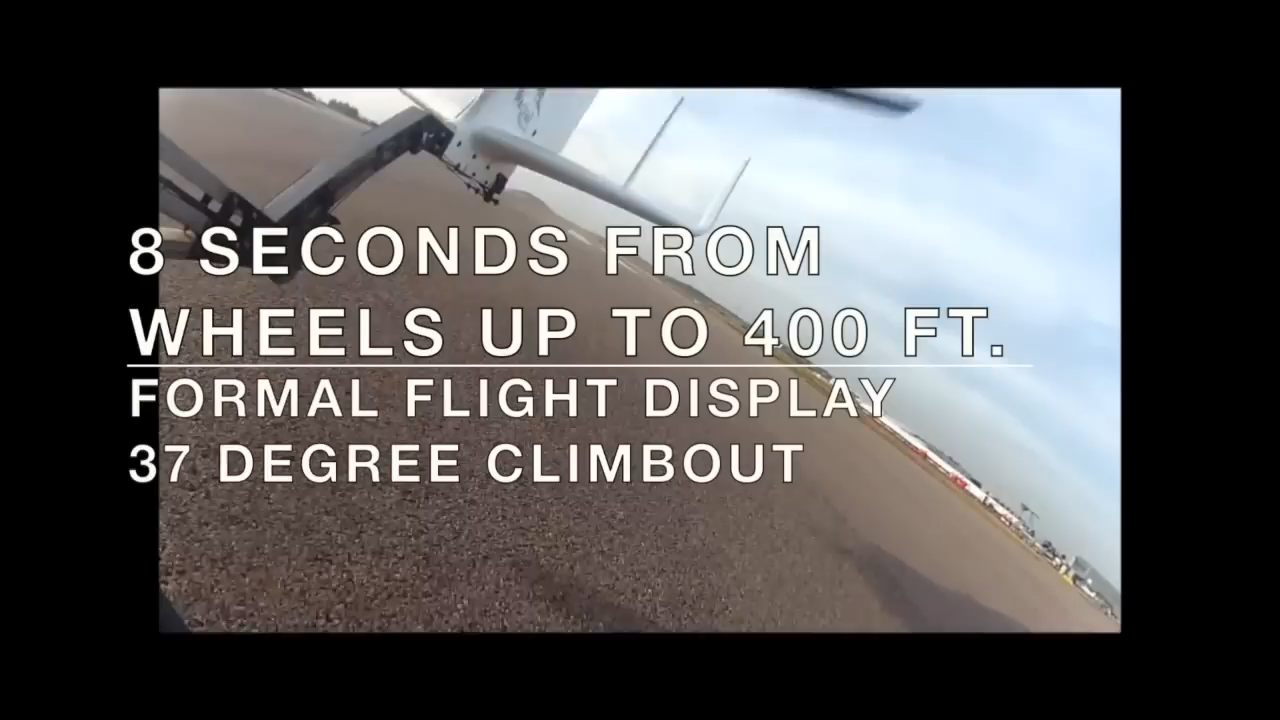 8 SECONDS FROM
WHEELS UP TO 400 FT.
FORMAL FLIGHT DISPLAY
37 DEGREE CLIMBOUT